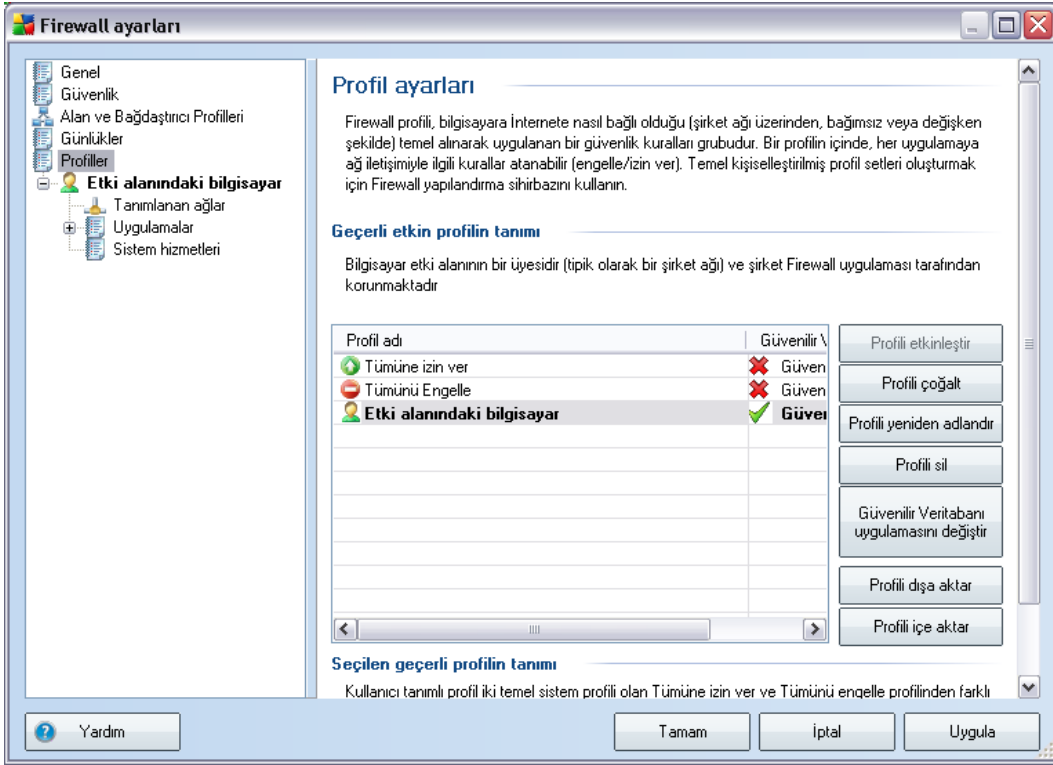 Firewall ayarları
Genel
Güvenlik
Alan ve Bağdaştırıcı Profilleri
Günlükler
Profiller
Etki alanındaki bilgisayar
Tanımlanan ağlar
Uygulamalar
Sistem hizmetleri
Profil ayarları
Firewall profili, bilgisayara İnternete nasıl bağlı olduğu (şirket ağı üzerinden, bağımsız veya değişken
şekilde) temel alınarak uygulanan bir güvenlik kuralları grubudur. Bir profilin içinde, her uygulamaya
ağ iletişimiyle ilgili kurallar atanabilir (engelle/izin ver). Temel kişiselleştirilmiş profil setleri oluşturmak
için Firewall yapılandırma sihirbazını kullanın.
Geçerli etkin profilin tanımı
Bilgisayar etki alanının bir üyesidir (tipik olarak bir şirket ağı) ve şirket Firewall uygulaması tarafından
korunmaktadır
Profil adı Güvenilir V
Tümüne izin ver Güven
Tümünü Engelle Güven
Etki alanındaki bilgisayar Güver
Profili etkinleştir
Profili çoğalt
Profili yeniden adlandır
Profili sil
Güvenilir Veritabanı
uygulamasını değiştir
Profili dışa aktar
Profili içe aktar
Seçilen geçerli profilin tanımı
Kullanıcı tanımlı profil iki temel sistem profili olan Tümüne izin ver ve Tümünü engelle profilinden farklı
Yardım
Tamam
İptal
Uygula